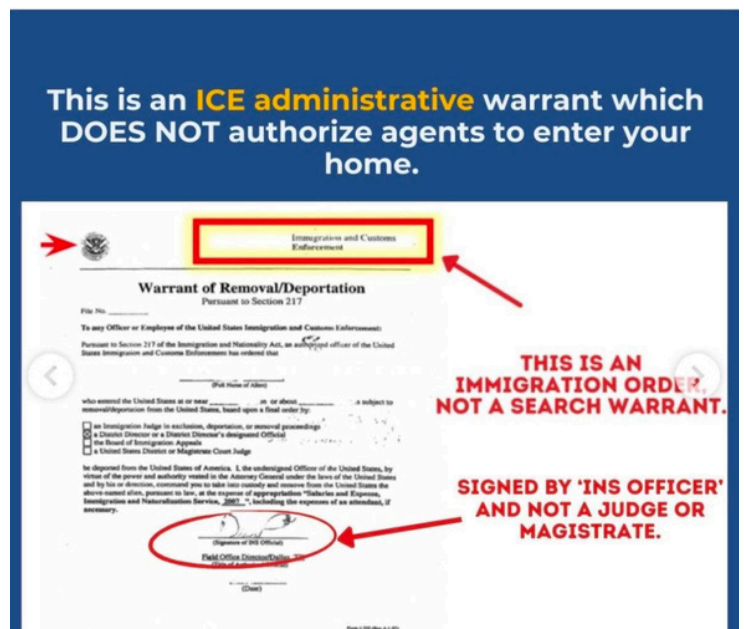 This is an ICE administrative warrant which
DOES NOT authorize agents to enter your
home.
Immigration and Customs
Enforcement
Warrant of Removal/Deportation
Pursuant to Section 217
File No.
To any Officer or Employee of the United States Immigration and Customs Enforcement:
Pursuant to Section 217 of the Immigration and Nationality Act, an authorized officer of the United
States Immigration and Customs Enforcement has ordered that
(Full Name of Alien)
who entered the United States at or near on or about is subject to
removal/deportation from the United States, based upon a final order by:
an Immigration Judge in exclusion, deportation, or removal proceedings
a District Director or a District Director's designated Official
the Board of Immigration Appeals
a United States District or Magistrate Court Judge
be deported from the United States of America. I, the undersigned Officer of the United States, by
virtue of the power and authority vested in the Attorney General under the laws of the United States
and by his or direction, command you to take into custody and remove from the United States the
above-named alien, pursuant to law, at the expense of appropriation "Salaries and Expense,
Immigration and Naturalization Service, 2007 ", including the expenses of an attendant, if
necessary.
(Signature of INS Official)
Field Office Director/Dallas,
(Date)
THIS IS AN
IMMIGRATION ORDER,
NOT A SEARCH WARRANT.
SIGNED BY 'INS OFFICER'
AND NOT A JUDGE OR
MAGISTRATE.